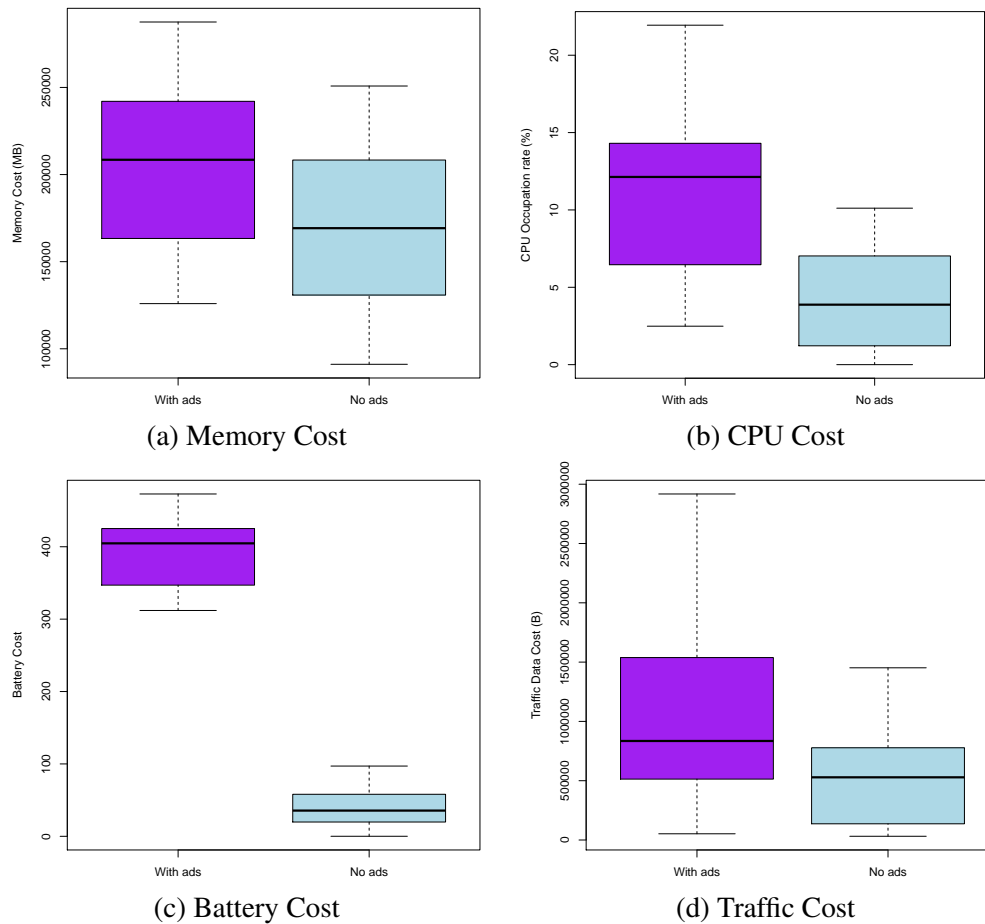 Memory Cost (MB)
250000
200000
150000
100000
With ads
No ads
(a) Memory Cost
CPU Occupation rate (%)
20
15
10
5
0
With ads
No ads
(b) CPU Cost
Battery Cost
400
300
200
100
0
With ads
No ads
(c) Battery Cost
Traffic Data Cost (B)
3000000
2500000
2000000
1500000
1000000
500000
0
With ads
No ads
(d) Traffic Cost